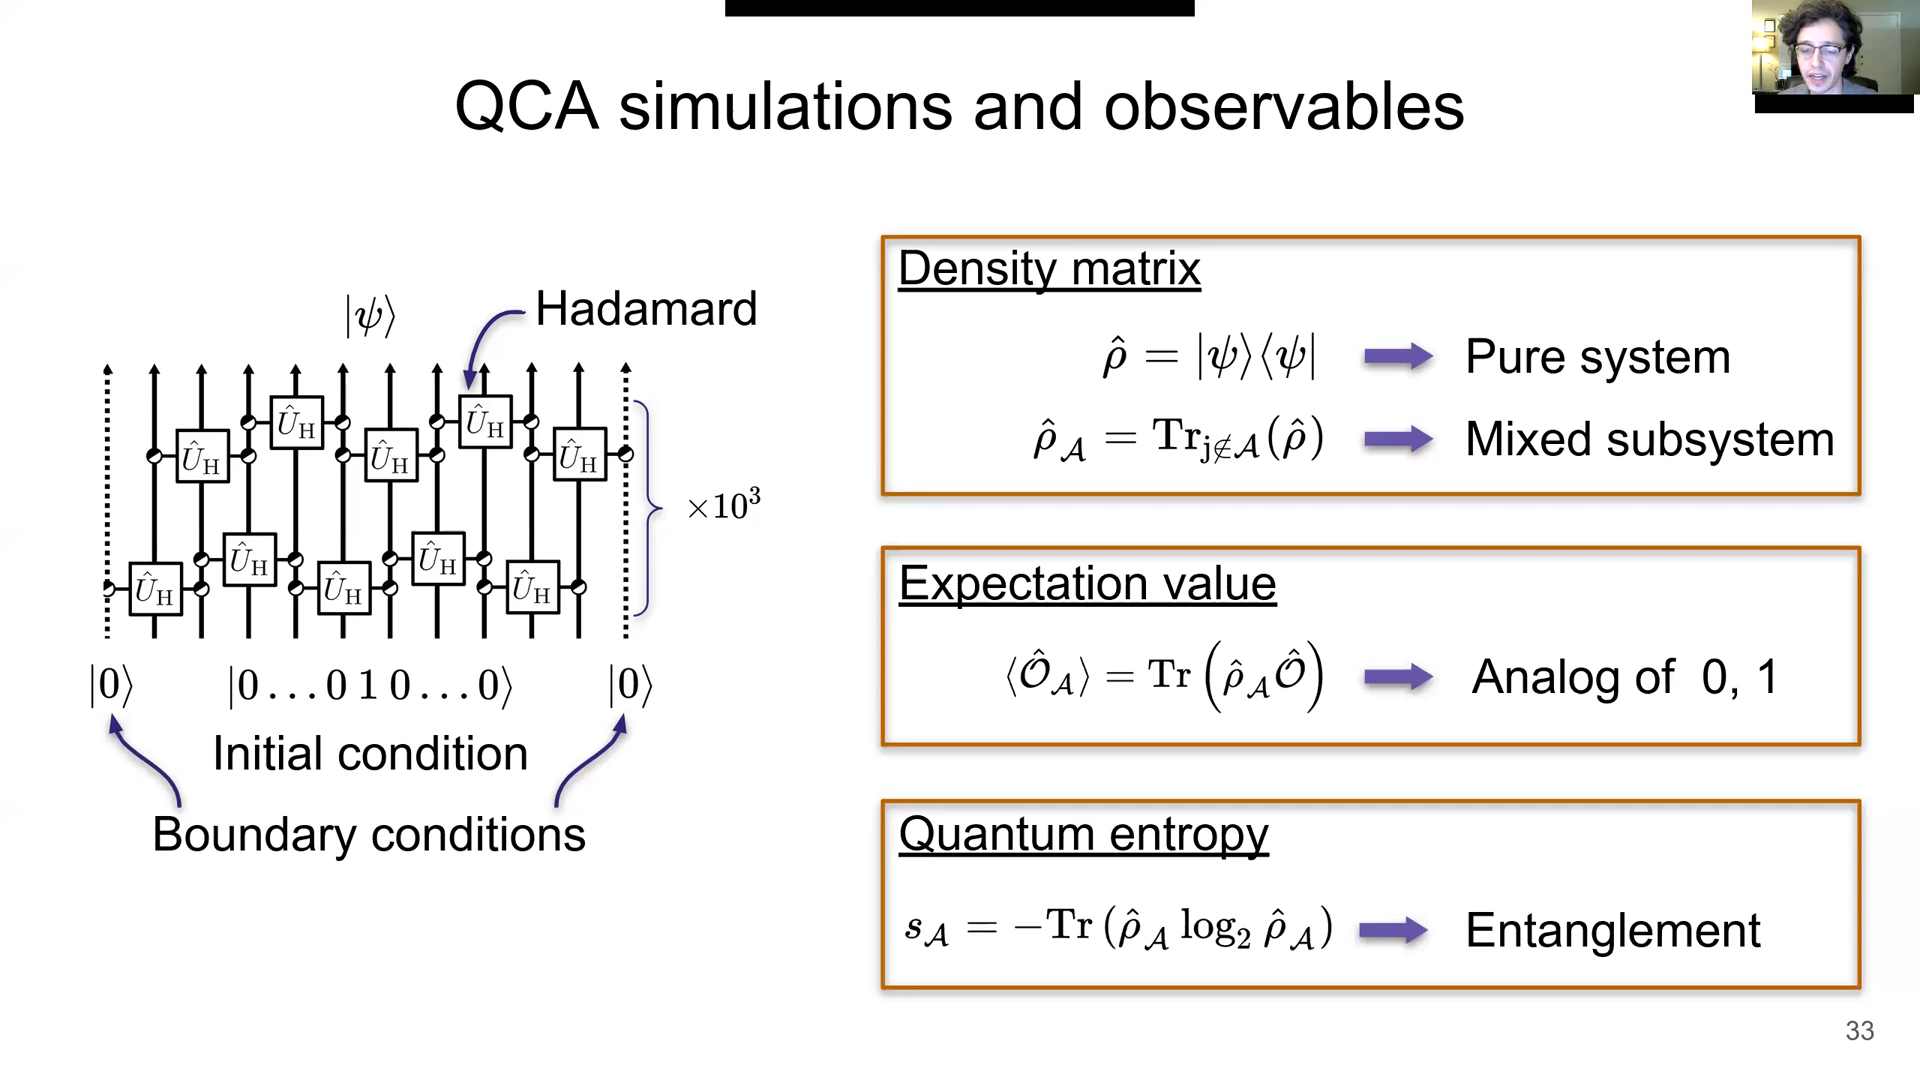 QCA simulations and observables
|ψ⟩
Hadamard
Û_H Û_H Û_H Û_H Û_H
Û_H Û_H Û_H Û_H Û_H
×10³
|0⟩ |0...0 1 0...0⟩ |0⟩
Initial condition
Boundary conditions
Density matrix
ρ̂ = |ψ⟩⟨ψ| Pure system
ρ̂_𝒜 = Tr_{j∉𝒜}(ρ̂) Mixed subsystem
Expectation value
⟨𝒪̂_𝒜⟩ = Tr(ρ̂_𝒜 𝒪̂) Analog of 0, 1
Quantum entropy
s_𝒜 = −Tr(ρ̂_𝒜 log₂ ρ̂_𝒜) Entanglement
33